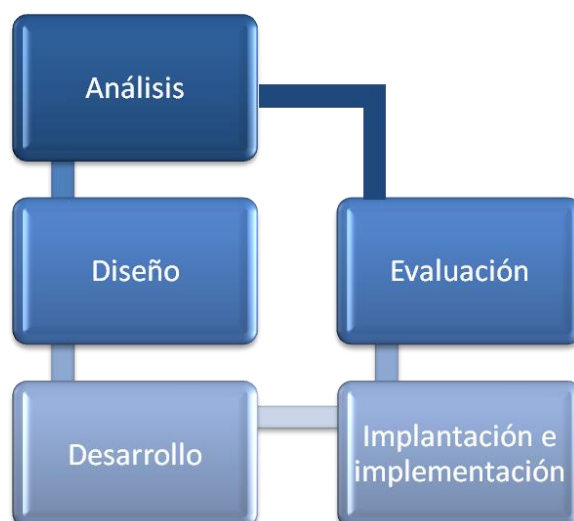 Análisis
Diseño
Evaluación
Desarrollo
Implantación e
implementación